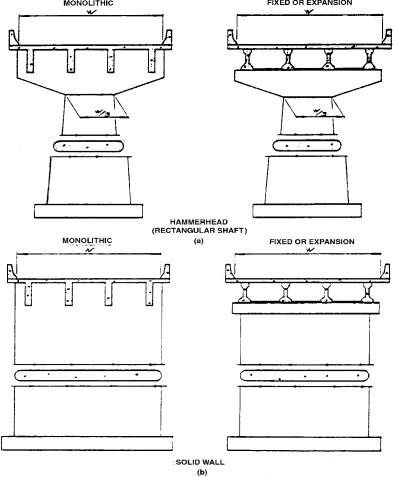 MONOLITHIC
FIXED OR EXPANSION
W
W
HAMMERHEAD
(RECTANGULAR SHAFT)
(a)
MONOLITHIC
FIXED OR EXPANSION
W
W
SOLID WALL
(b)